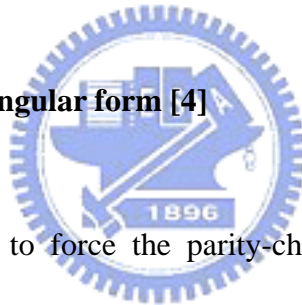 ngular form [4]
1896
to force the parity-ch